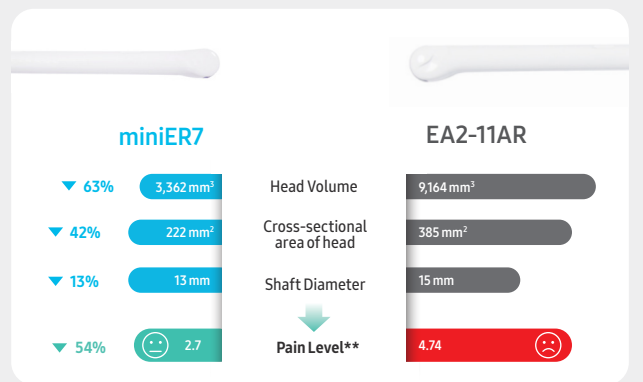 miniER7
EA2-11AR
▼ 63%
3,362 mm³
Head Volume
9,164 mm³
▼ 42%
222 mm²
Cross-sectional
area of head
385 mm²
▼ 13%
13 mm
Shaft Diameter
15 mm
▼ 54%
2.7
Pain Level**
4.74